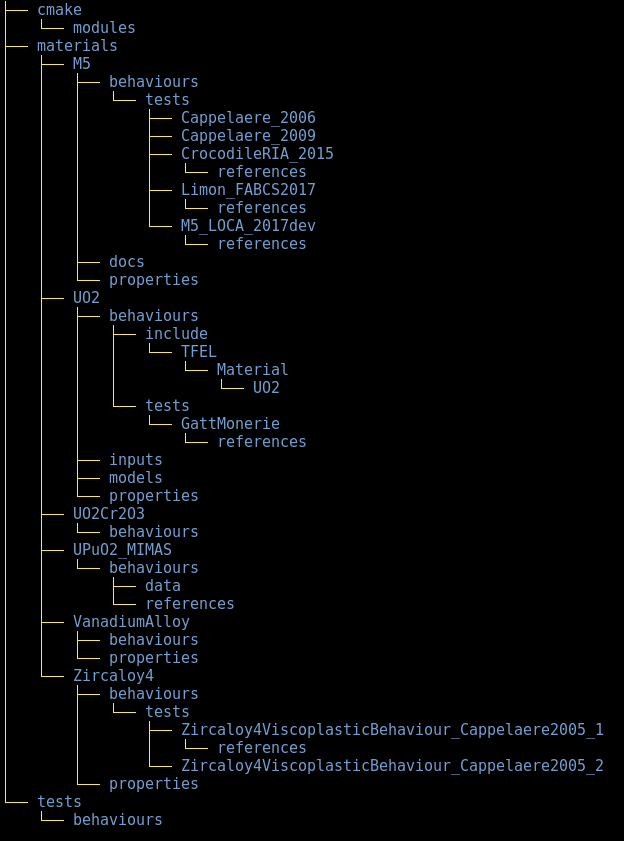 cmake
modules
materials
M5
behaviours
tests
Cappelaere_2006
Cappelaere_2009
CrocodileRIA_2015
references
Limon_FABCS2017
references
M5_LOCA_2017dev
references
docs
properties
UO2
behaviours
include
TFEL
Material
UO2
tests
GattMonerie
references
inputs
models
properties
UO2Cr2O3
behaviours
UPuO2_MIMAS
behaviours
data
references
VanadiumAlloy
behaviours
properties
Zircaloy4
behaviours
tests
Zircaloy4ViscoplasticBehaviour_Cappelaere2005_1
references
Zircaloy4ViscoplasticBehaviour_Cappelaere2005_2
properties
tests
behaviours